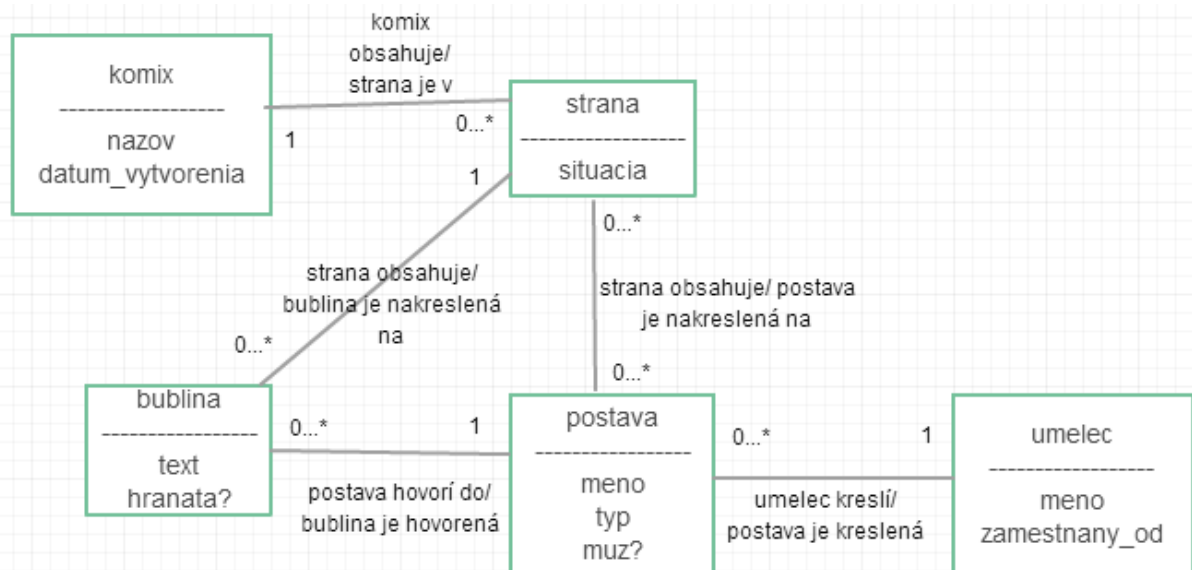 komix
obsahuje/
strana je v
komix
------------------
nazov
datum_vytvorenia
1
0...*
strana
------------------
situacia
1
0...*
strana obsahuje/
bublina je nakreslená
na
0...*
strana obsahuje/ postava
je nakreslená na
0...*
bublina
-----------------
text
hranata?
0...*
1
postava hovorí do/
bublina je hovorená
postava
-----------------
meno
typ
muz?
0...*
1
umelec kreslí/
postava je kreslená
umelec
------------------
meno
zamestnany_od